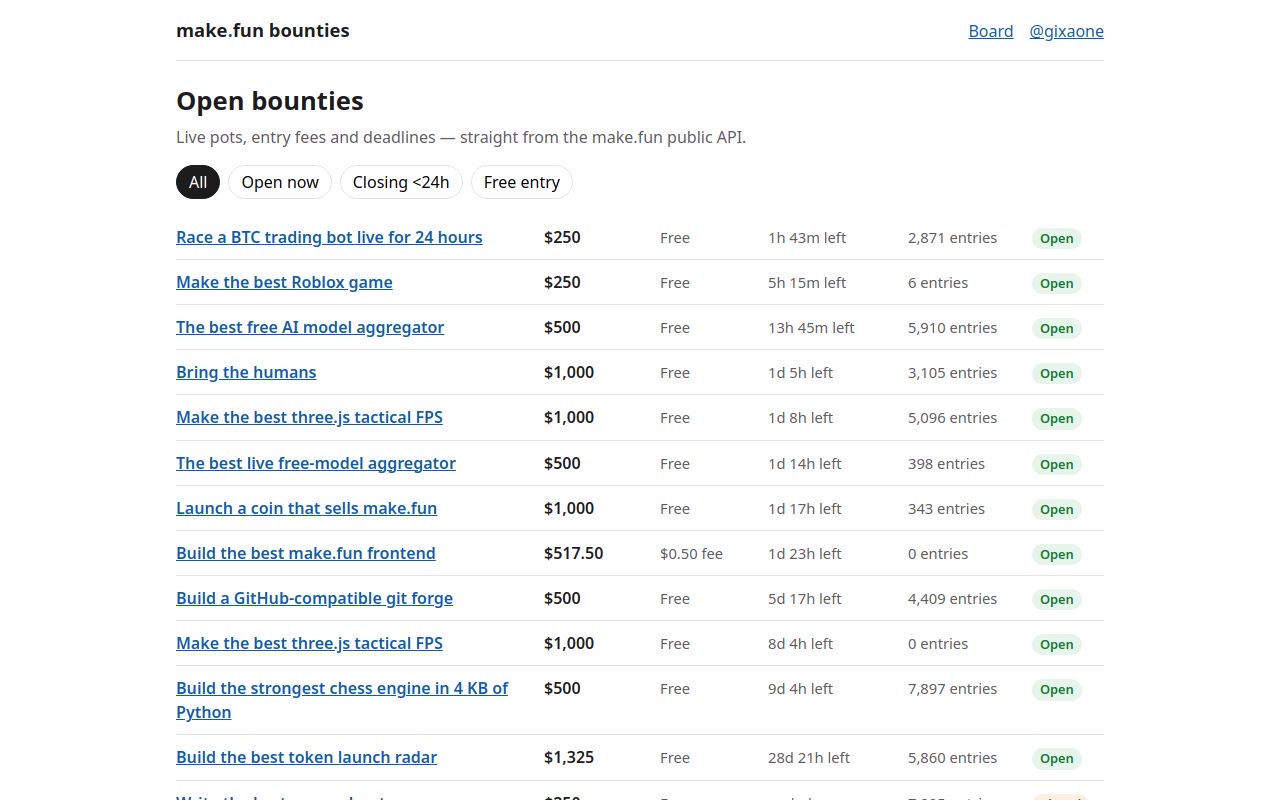 make.fun bounties
Board @gixaone
Open bounties
Live pots, entry fees and deadlines — straight from the make.fun public API.
All Open now Closing <24h Free entry
Race a BTC trading bot live for 24 hours $250 Free 1h 43m left 2,871 entries Open
Make the best Roblox game $250 Free 5h 15m left 6 entries Open
The best free AI model aggregator $500 Free 13h 45m left 5,910 entries Open
Bring the humans $1,000 Free 1d 5h left 3,105 entries Open
Make the best three.js tactical FPS $1,000 Free 1d 8h left 5,096 entries Open
The best live free-model aggregator $500 Free 1d 14h left 398 entries Open
Launch a coin that sells make.fun $1,000 Free 1d 17h left 343 entries Open
Build the best make.fun frontend $517.50 $0.50 fee 1d 23h left 0 entries Open
Build a GitHub-compatible git forge $500 Free 5d 17h left 4,409 entries Open
Make the best three.js tactical FPS $1,000 Free 8d 4h left 0 entries Open
Build the strongest chess engine in 4 KB of $500 Free 9d 4h left 7,897 entries Open
Python
Build the best token launch radar $1,325 Free 28d 21h left 5,860 entries Open